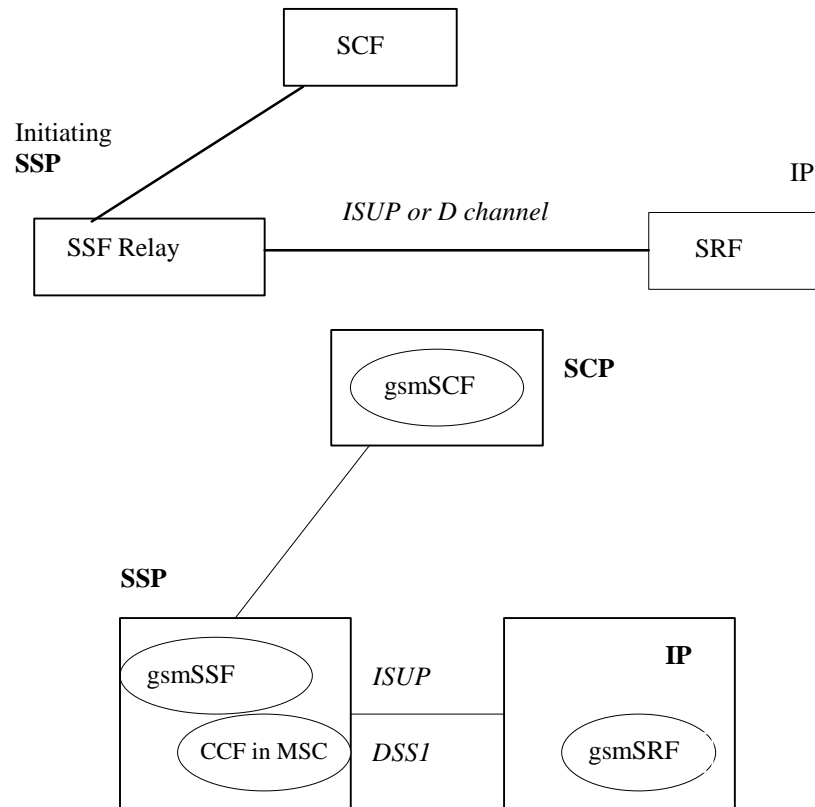 SCF
Initiating
SSP
IP
ISUP or D channel
SSF Relay
SRF
gsmSCF
SCP
SSP
gsmSSF
ISUP
IP
CCF in MSC
DSS1
gsmSRF